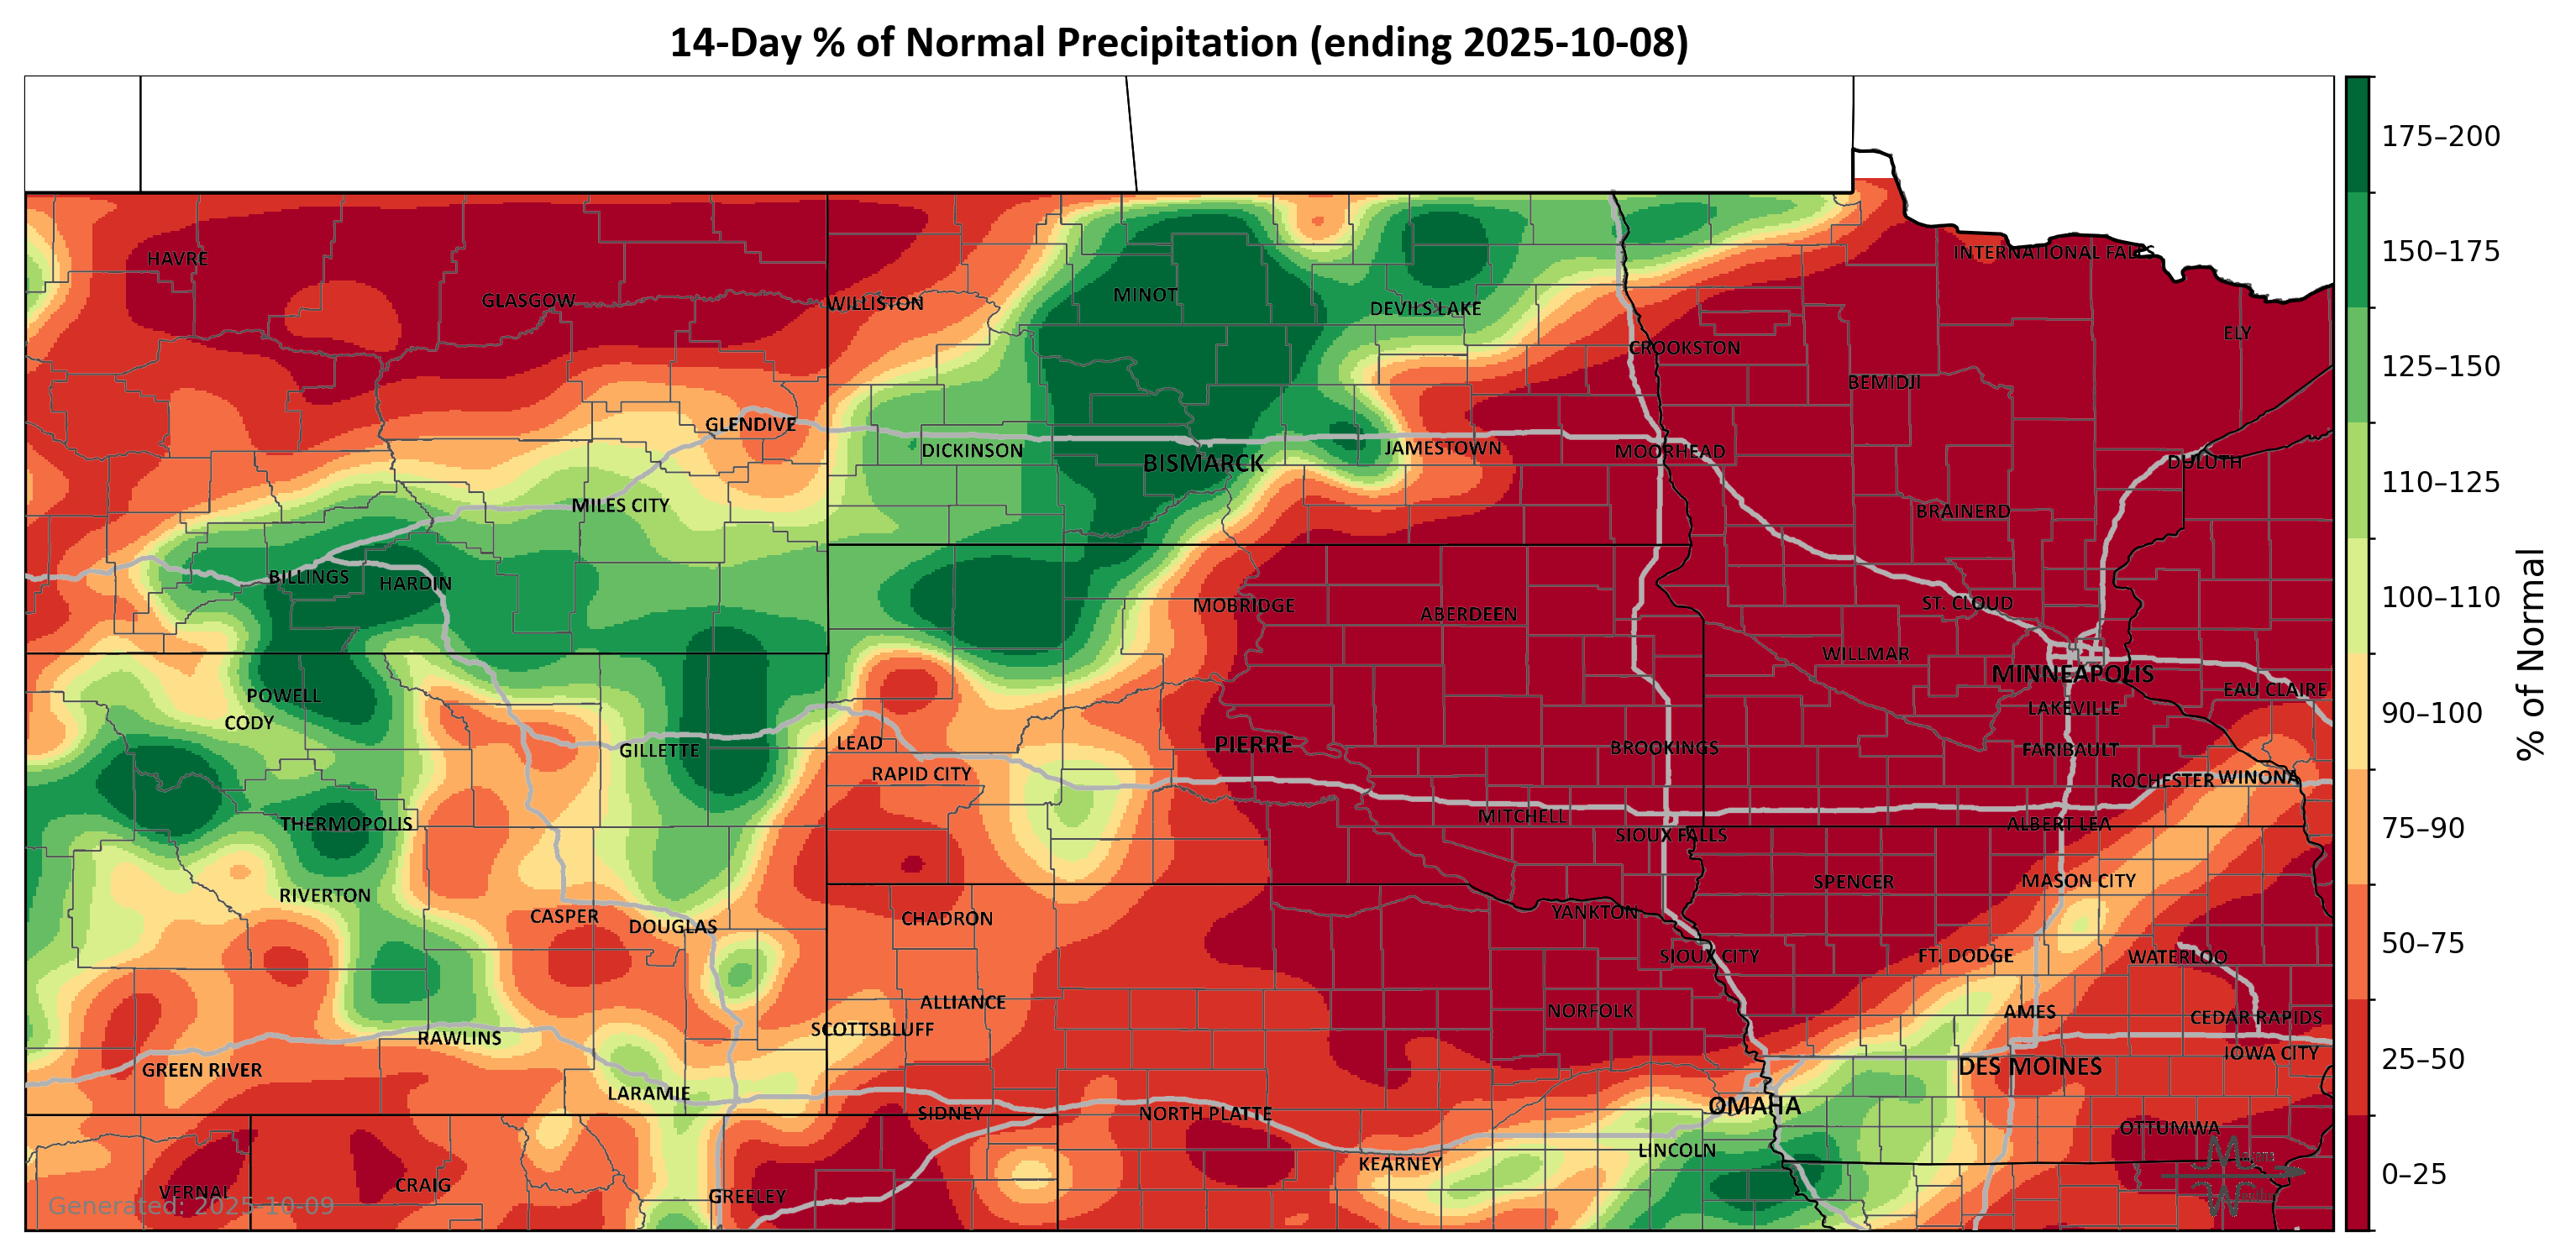 14-Day % of Normal Precipitation (ending 2025-10-08)
175–200
150–175
125–150
110–125
100–110
90–100
75–90
50–75
25–50
0–25
% of Normal
HAVRE
INTERNATIONAL FALLS
GLASGOW
WILLISTON
MINOT
DEVILS LAKE
ELY
CROOKSTON
BEMIDJI
GLENDIVE
DICKINSON
BISMARCK
JAMESTOWN
MOORHEAD
DULUTH
MILES CITY
BRAINERD
BILLINGS
HARDIN
MOBRIDGE
ABERDEEN
ST. CLOUD
WILLMAR
MINNEAPOLIS
EAU CLAIRE
POWELL
CODY
LAKEVILLE
GILLETTE
LEAD
PIERRE
BROOKINGS
FARIBAULT
RAPID CITY
ROCHESTER
WINONA
THERMOPOLIS
MITCHELL
SIOUX FALLS
ALBERT LEA
RIVERTON
SPENCER
MASON CITY
CASPER
DOUGLAS
CHADRON
YANKTON
SIOUX CITY
FT. DODGE
WATERLOO
ALLIANCE
NORFOLK
AMES
CEDAR RAPIDS
SCOTTSBLUFF
RAWLINS
IOWA CITY
GREEN RIVER
DES MOINES
LARAMIE
SIDNEY
NORTH PLATTE
OMAHA
OTTUMWA
LINCOLN
KEARNEY
VERNAL
CRAIG
GREELEY
Generated: 2025-10-09